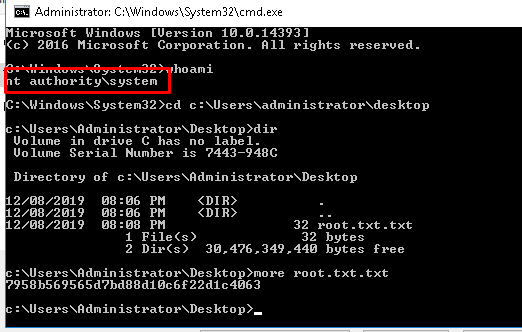 Administrator: C:\Windows\System32\cmd.exe
Microsoft Windows [Version 10.0.14393]
(c) 2016 Microsoft Corporation. All rights reserved.
C:\Windows\System32>whoami
nt authority\system
C:\Windows\System32>cd c:\Users\administrator\desktop
c:\Users\Administrator\Desktop>dir
Volume in drive C has no label.
Volume Serial Number is 7443-948C
Directory of c:\Users\Administrator\Desktop
12/08/2019 08:06 PM <DIR> .
12/08/2019 08:06 PM <DIR> ..
12/08/2019 08:08 PM 32 root.txt.txt
1 File(s) 32 bytes
2 Dir(s) 30,476,349,440 bytes free
c:\Users\Administrator\Desktop>more root.txt.txt
7958b569565d7bd88d10c6f22d1c4063
c:\Users\Administrator\Desktop>_